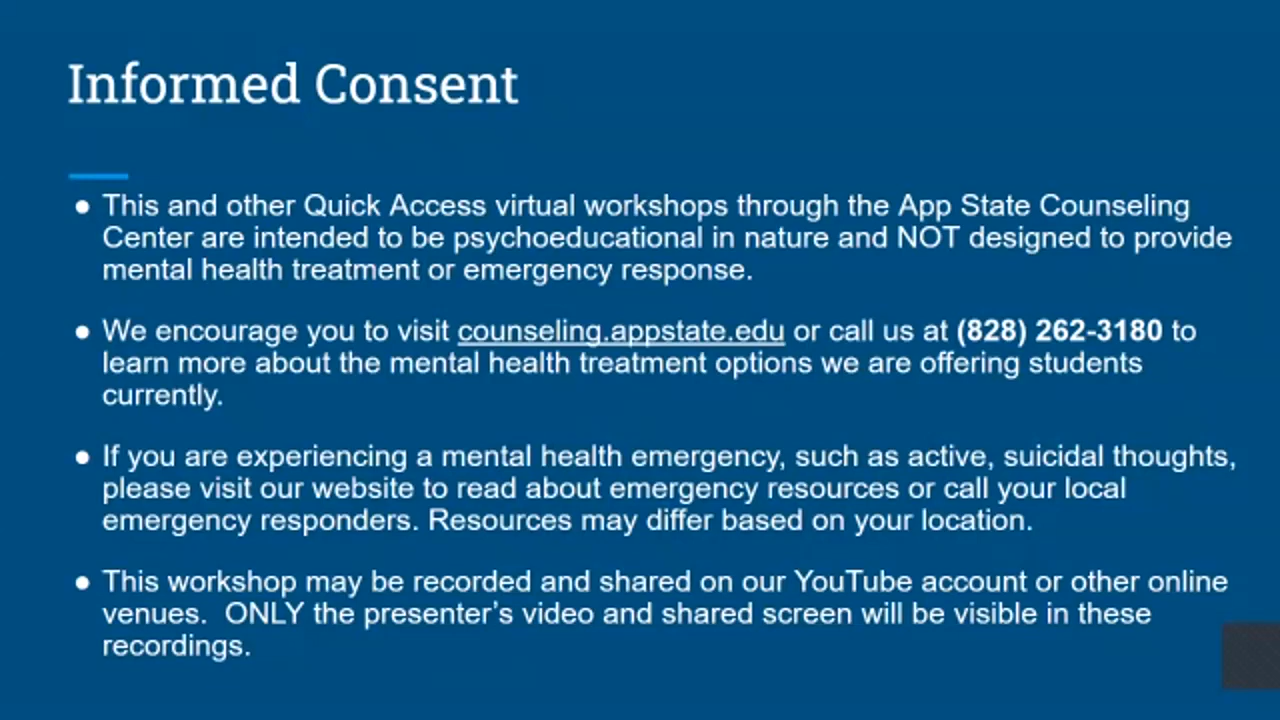 Informed Consent
● This and other Quick Access virtual workshops through the App State Counseling
Center are intended to be psychoeducational in nature and NOT designed to provide
mental health treatment or emergency response.
● We encourage you to visit counseling.appstate.edu or call us at (828) 262-3180 to
learn more about the mental health treatment options we are offering students
currently.
● If you are experiencing a mental health emergency, such as active, suicidal thoughts,
please visit our website to read about emergency resources or call your local
emergency responders. Resources may differ based on your location.
● This workshop may be recorded and shared on our YouTube account or other online
venues.  ONLY the presenter’s video and shared screen will be visible in these
recordings.